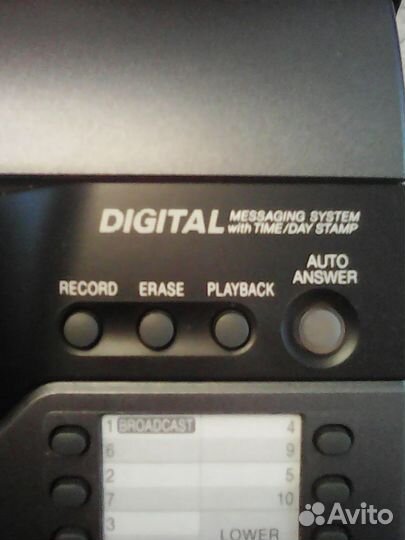 DIGITAL MESSAGING SYSTEM
with TIME/DAY STAMP
AUTO
ANSWER
RECORD ERASE PLAYBACK
1 BROADCAST 4
6 9
2 5
7 10
3
LOWER
Avito